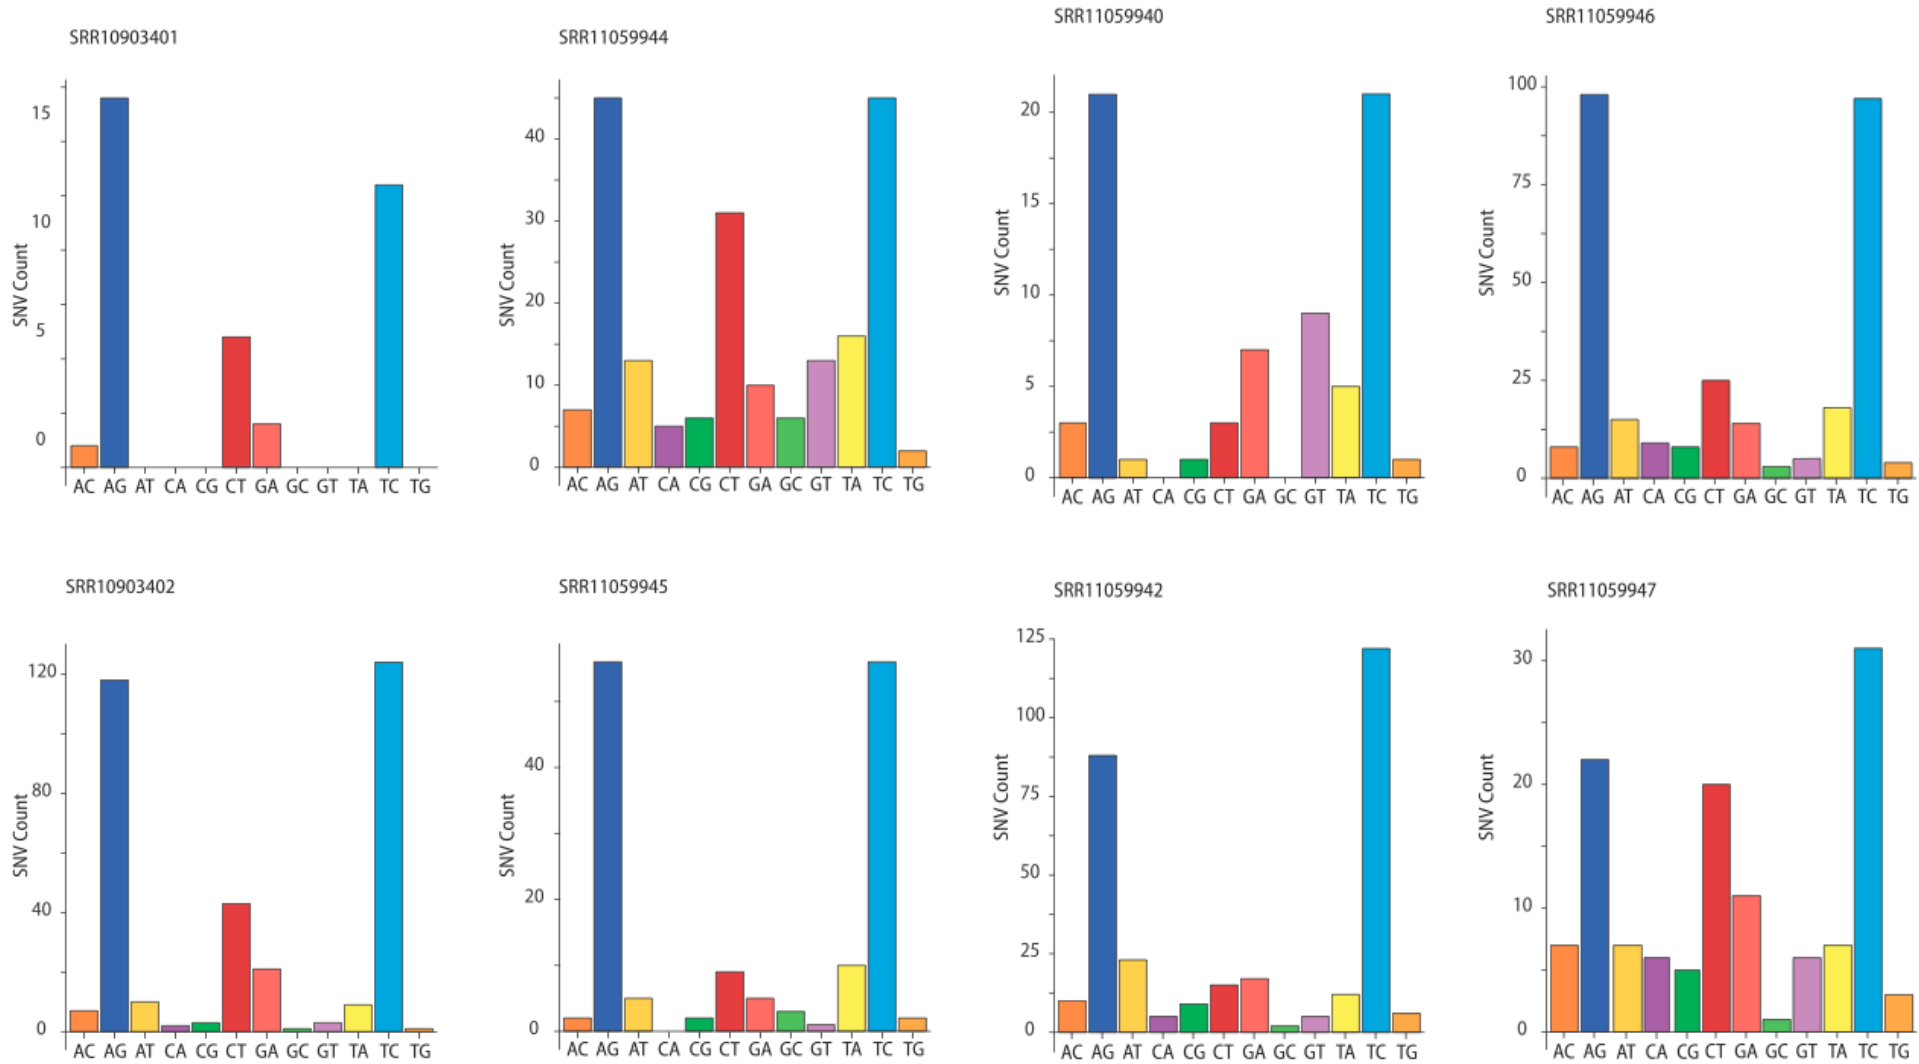 SRR10903401
SNV Count
15
10
5
0
AC AG AT CA CG CT GA GC GT TA TC TG
SRR11059944
SNV Count
40
30
20
10
0
AC AG AT CA CG CT GA GC GT TA TC TG
SRR11059940
SNV Count
20
15
10
5
0
AC AG AT CA CG CT GA GC GT TA TC TG
SRR11059946
SNV Count
100
75
50
25
0
AC AG AT CA CG CT GA GC GT TA TC TG
SRR10903402
SNV Count
120
80
40
0
AC AG AT CA CG CT GA GC GT TA TC TG
SRR11059945
SNV Count
40
20
0
AC AG AT CA CG CT GA GC GT TA TC TG
SRR11059942
SNV Count
125
100
75
50
25
0
AC AG AT CA CG CT GA GC GT TA TC TG
SRR11059947
SNV Count
30
20
10
0
AC AG AT CA CG CT GA GC GT TA TC TG